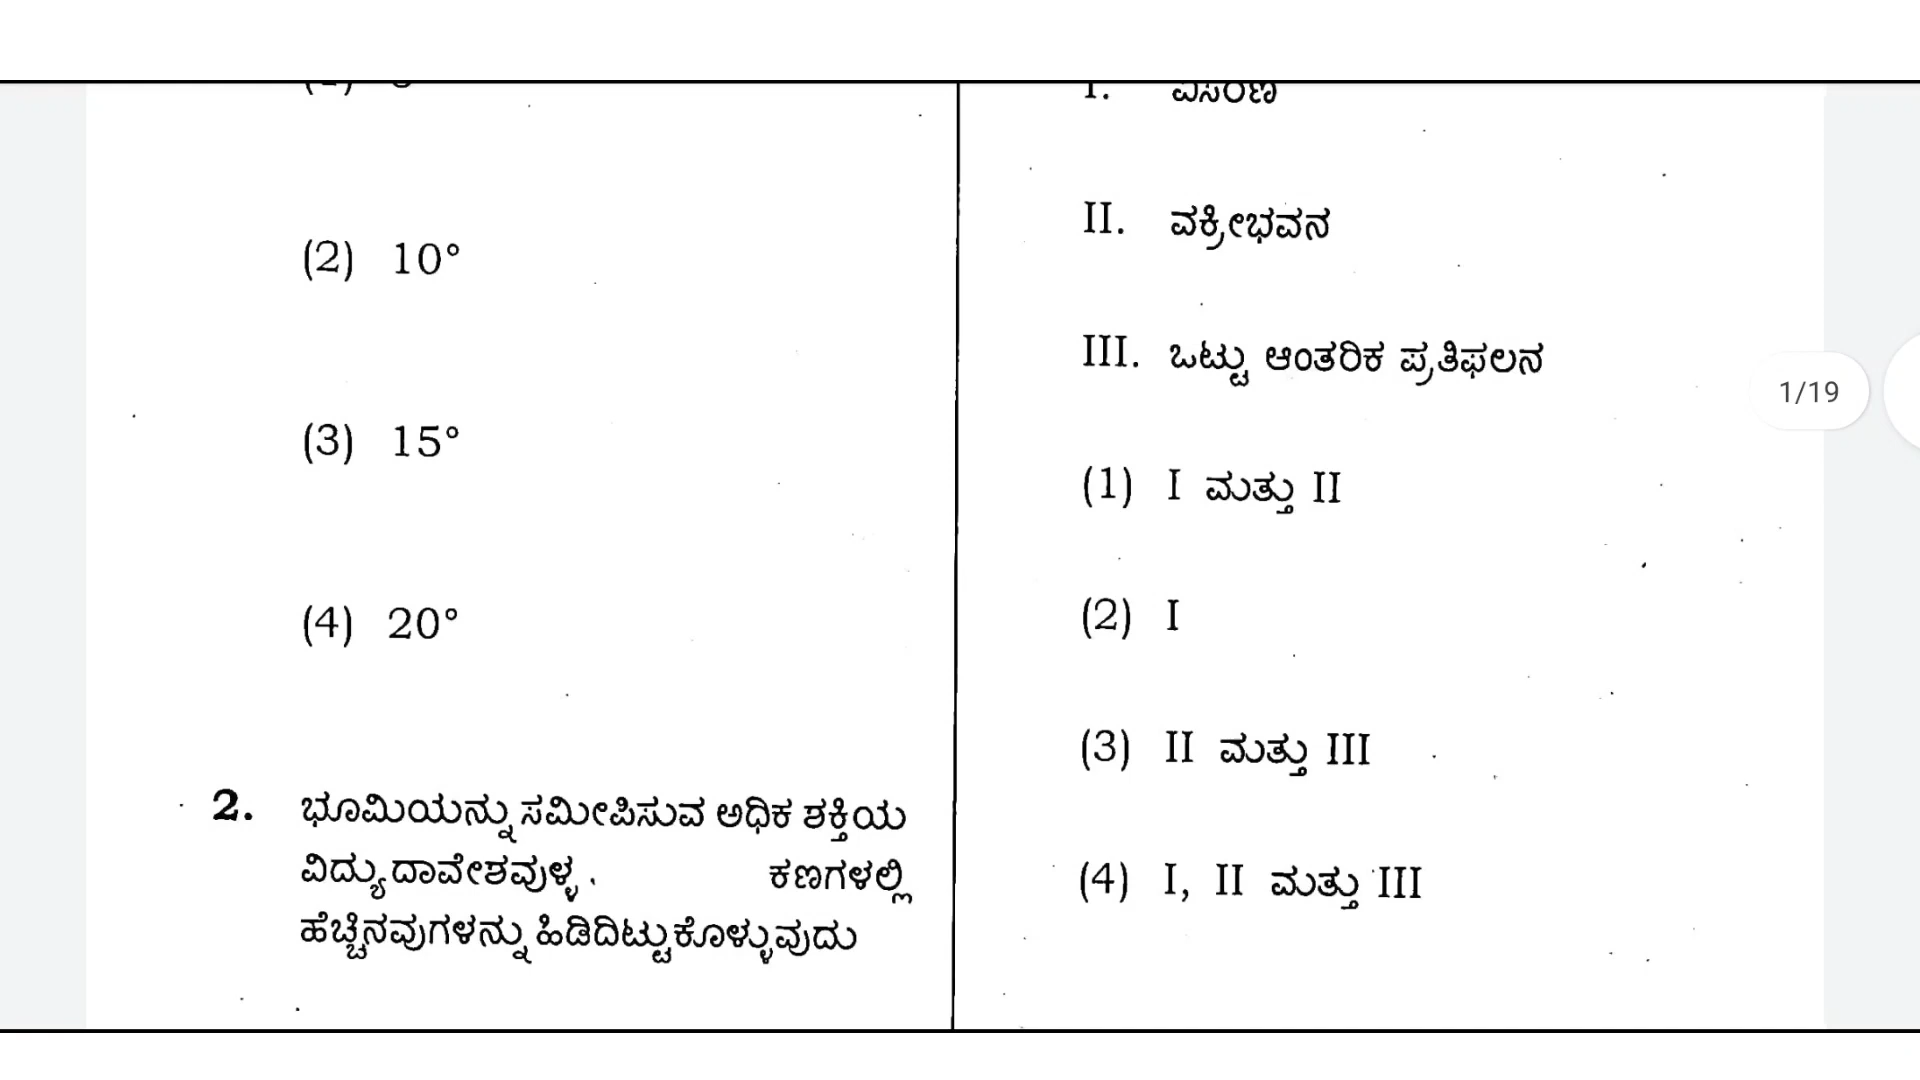 (2) 10°
(3) 15°
(4) 20°
2. ಭೂಮಿಯನ್ನು ಸಮೀಪಿಸುವ ಅಧಿಕ ಶಕ್ತಿಯ
ವಿದ್ಯುದಾವೇಶವುಳ್ಳ ಕಣಗಳಲ್ಲಿ
ಹೆಚ್ಚಿನವುಗಳನ್ನು ಹಿಡಿದಿಟ್ಟುಕೊಳ್ಳುವುದು
I. ವಿಸರಣ
II. ವಕ್ರೀಭವನ
III. ಒಟ್ಟು ಆಂತರಿಕ ಪ್ರತಿಫಲನ
(1) I ಮತ್ತು II
(2) I
(3) II ಮತ್ತು III
(4) I, II ಮತ್ತು III
1/19